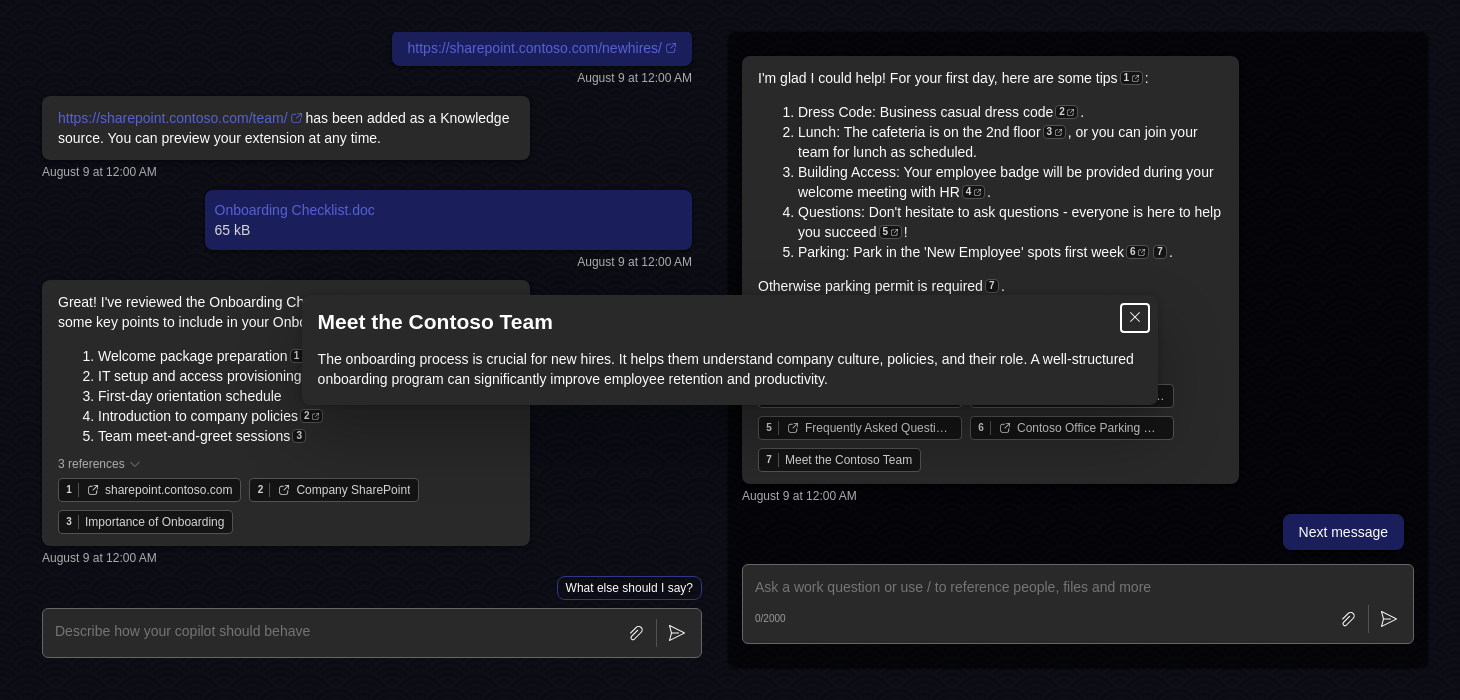 https://sharepoint.contoso.com/newhires/
August 9 at 12:00 AM
https://sharepoint.contoso.com/team/ has been added as a Knowledge
source. You can preview your extension at any time.
August 9 at 12:00 AM
Onboarding Checklist.doc
65 kB
August 9 at 12:00 AM
Great! I've reviewed the Onboarding
some key points to include in your
1. Welcome package preparation 1
2. IT setup and access provisioning
3. First-day orientation schedule
4. Introduction to company policies 2
5. Team meet-and-greet sessions 3
3 references
1 sharepoint.contoso.com 2 Company SharePoint
3 Importance of Onboarding
August 9 at 12:00 AM
What else should I say?
Describe how your copilot should behave
I'm glad I could help! For your first day, here are some tips 1 :
1. Dress Code: Business casual dress code 2 .
2. Lunch: The cafeteria is on the 2nd floor 3 , or you can join your
team for lunch as scheduled.
3. Building Access: Your employee badge will be provided during your
welcome meeting with HR 4 .
4. Questions: Don't hesitate to ask questions - everyone is here to help
you succeed 5 !
5. Parking: Park in the 'New Employee' spots first week 6 7 .
Otherwise parking permit is required 7 .
Meet the Contoso Team
The onboarding process is crucial for new hires. It helps them understand company culture, policies, and their role. A well-structured
onboarding program can significantly improve employee retention and productivity.
5 Frequently Asked Questi… 6 Contoso Office Parking …
7 Meet the Contoso Team
August 9 at 12:00 AM
Next message
Ask a work question or use / to reference people, files and more
0/2000